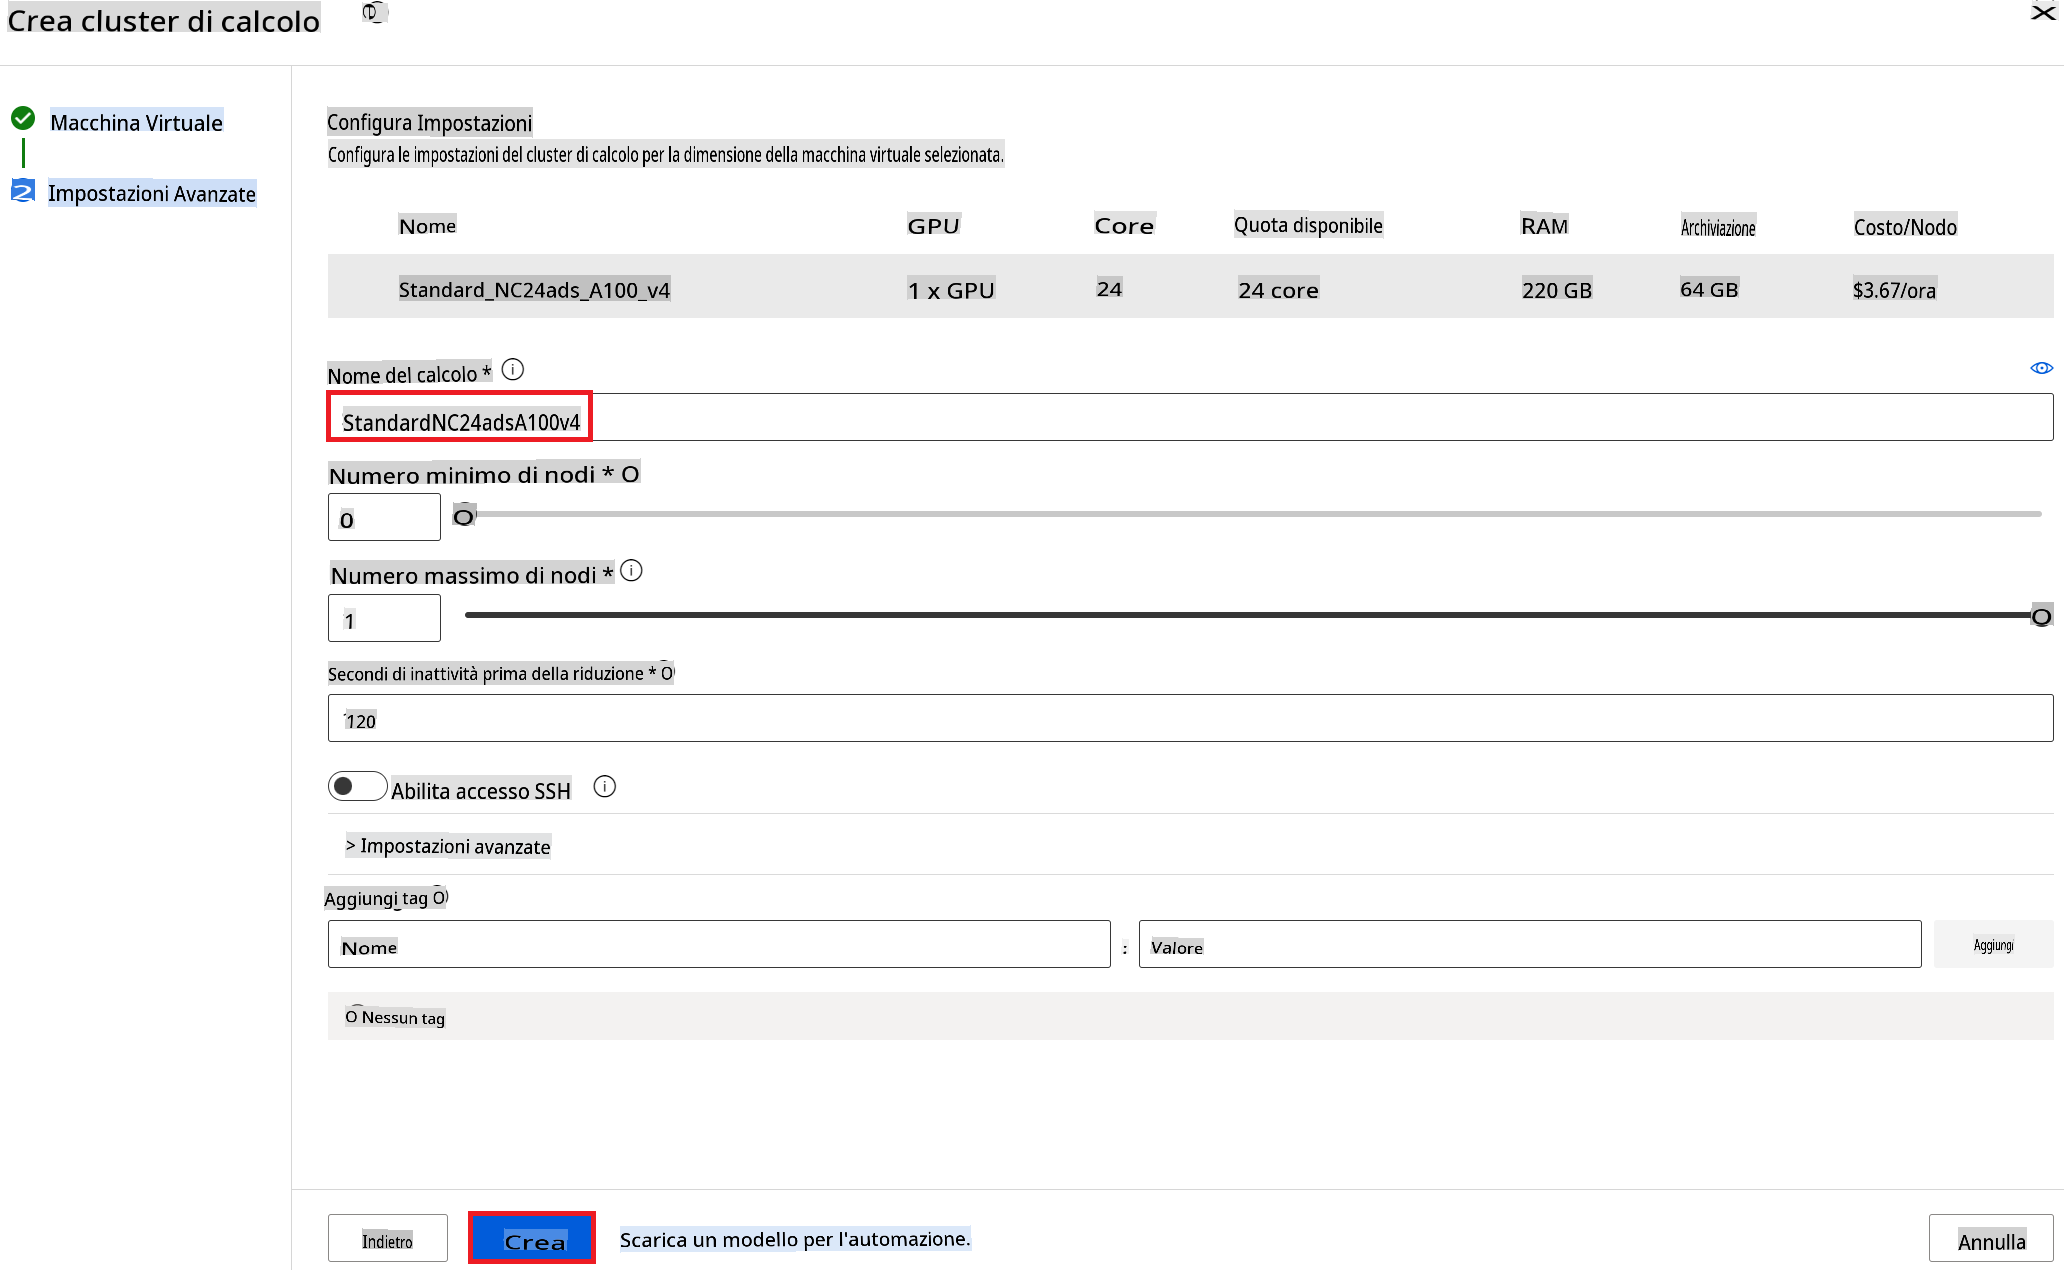 Crea cluster di calcolo
Macchina Virtuale
2 Impostazioni Avanzate
Configura Impostazioni
Configura le impostazioni del cluster di calcolo per la dimensione della macchina virtuale selezionata.
Nome GPU Core Quota disponibile RAM Archiviazione Costo/Nodo
Standard_NC24ads_A100_v4 1 x GPU 24 24 core 220 GB 64 GB $3.67/ora
Nome del calcolo *
StandardNC24adsA100v4
Numero minimo di nodi * O
0 O
Numero massimo di nodi *
1 O
Secondi di inattività prima della riduzione * O
120
Abilita accesso SSH
> Impostazioni avanzate
Aggiungi tag O
Nome : Valore Aggiungi
O Nessun tag
Indietro Crea Scarica un modello per l'automazione. Annulla